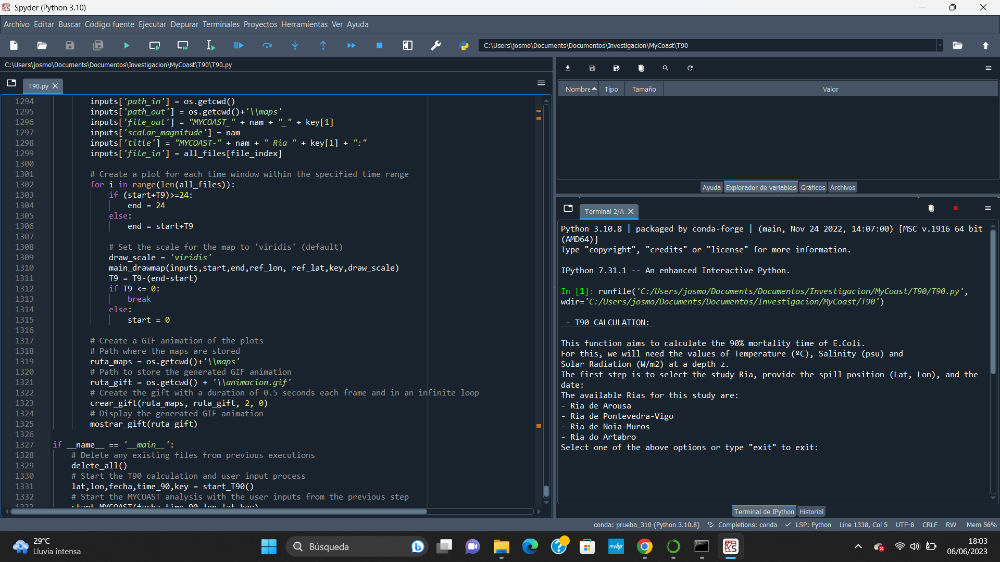 Spyder (Python 3.10)
Archivo Editar Buscar Código fuente Ejecutar Depurar Terminales Proyectos Herramientas Ver Ayuda
C:\Users\josmo\Documents\Documentos\Investigacion\MyCoast\T90
C:\Users\josmo\Documents\Documentos\Investigacion\MyCoast\T90\T90.py
T90.py
1294 inputs['path_in'] = os.getcwd()
1295 inputs['path_out'] = os.getcwd()+'\\maps'
1296 inputs['file_out'] = "MYCOAST_" + nam + "_" + key[1]
1297 inputs['scalar_magnitude'] = nam
1298 inputs['title'] = "MYCOAST-" + nam + " Ria " + key[1] + ":"
1299 inputs['file_in'] = all_files[file_index]
1300
1301 # Create a plot for each time window within the specified time range
1302 for i in range(len(all_files)):
1303 if (start+T9)>=24:
1304 end = 24
1305 else:
1306 end = start+T9
1307
1308 # Set the scale for the map to 'viridis' (default)
1309 draw_scale = 'viridis'
1310 main_drawmap(inputs,start,end,ref_lon, ref_lat,key,draw_scale)
1311 T9 = T9-(end-start)
1312 if T9 <= 0:
1313 break
1314 else:
1315 start = 0
1316
1317 # Create a GIF animation of the plots
1318 # Path where the maps are stored
1319 ruta_maps = os.getcwd()+'\\maps'
1320 # Path to store the generated GIF animation
1321 ruta_gift = os.getcwd() + '\\animacion.gif'
1322 # Create the gift with a duration of 0.5 seconds each frame and in an infinite loop
1323 crear_gift(ruta_maps, ruta_gift, 2, 0)
1324 # Display the generated GIF animation
1325 mostrar_gift(ruta_gift)
1326
1327 if __name__ == '__main__':
1328 # Delete any existing files from previous executions
1329 delete_all()
1330 # Start the T90 calculation and user input process
1331 lat,lon,fecha,time_90,key = start_T90()
1332 # Start the MYCOAST analysis with the user inputs from the previous step
1333 start_MYCOAST(fecha,time_90,lon,lat,key)
Nombre Tipo Tamaño Valor
Ayuda Explorador de variables Gráficos Archivos
Terminal 2/A
Python 3.10.8 | packaged by conda-forge | (main, Nov 24 2022, 14:07:00) [MSC v.1916 64 bit
(AMD64)]
Type "copyright", "credits" or "license" for more information.
IPython 7.31.1 -- An enhanced Interactive Python.
In [1]: runfile('C:/Users/josmo/Documents/Documentos/Investigacion/MyCoast/T90/T90.py',
wdir='C:/Users/josmo/Documents/Documentos/Investigacion/MyCoast/T90')
- T90 CALCULATION:
This function aims to calculate the 90% mortality time of E.Coli.
For this, we will need the values of Temperature (ºC), Salinity (psu) and
Solar Radiation (W/m2) at a depth z.
The first step is to select the study Ria, provide the spill position (Lat, Lon), and the
date:
The available Rias for this study are:
- Ria de Arousa
- Ria de Pontevedra-Vigo
- Ria de Noia-Muros
- Ria do Artabro
Select one of the above options or type "exit" to exit:
Terminal de IPython Historial
conda: prueba_310 (Python 3.10.8) Completions: conda LSP: Python Line 1338, Col 5 UTF-8 CRLF RW Mem 56%
29°C
Lluvia intensa
Búsqueda
myhp
18:03
06/06/2023